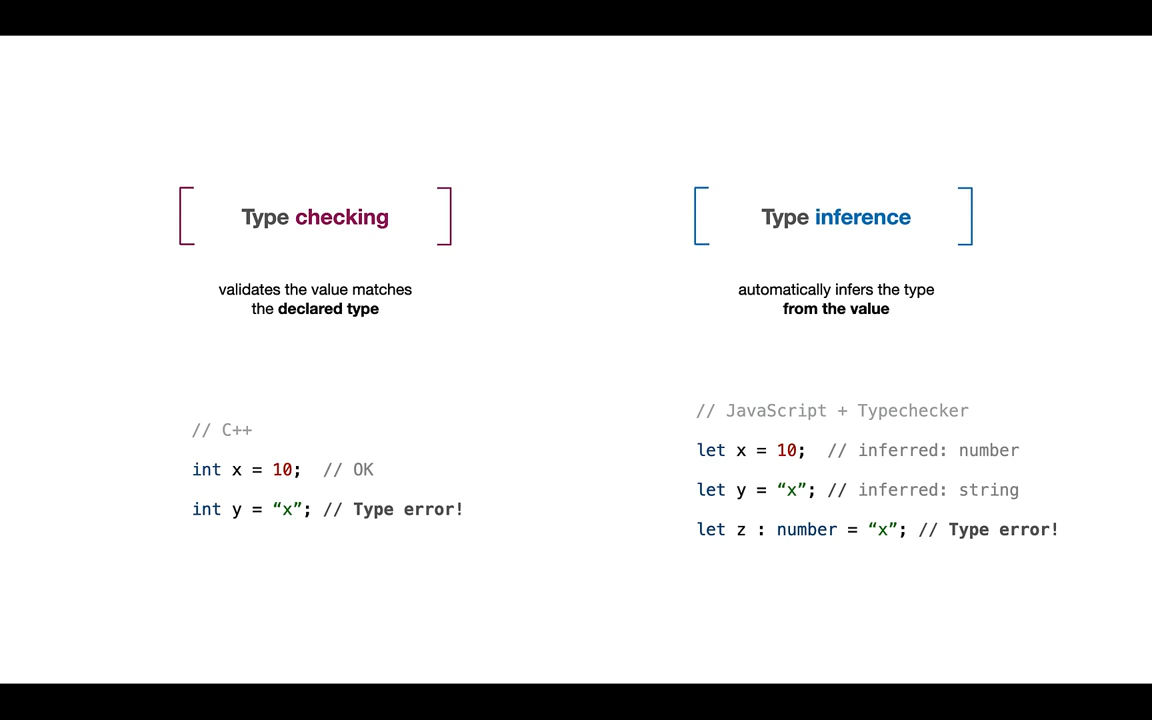 Type checking
validates the value matches
the declared type
// C++
int x = 10;  // OK
int y = “x”; // Type error!
Type inference
automatically infers the type
from the value
// JavaScript + Typechecker
let x = 10;  // inferred: number
let y = “x”; // inferred: string
let z : number = “x”; // Type error!